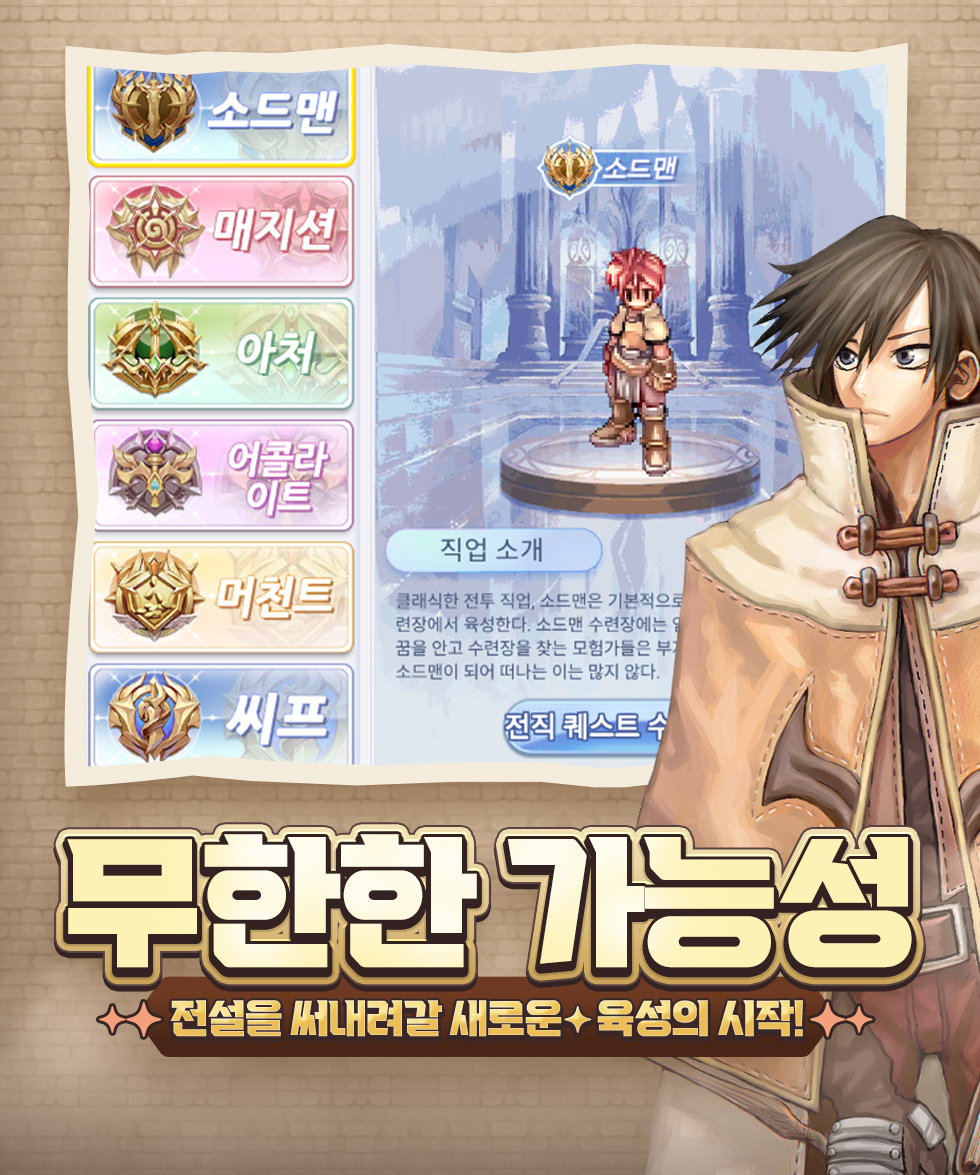 소드맨
매지션
아처
어콜라
이트
머천트
씨프
소드맨
직업 소개
클래식한 전투 직업, 소드맨은 기본적으로
련장에서 육성한다. 소드맨 수련장에는
꿈을 안고 수련장을 찾는 모험가들은
소드맨이 되어 떠나는 이는 많지 않다.
전직 퀘스트 수
무한한 가능성
전설을 써내려갈 새로운 육성의 시작!